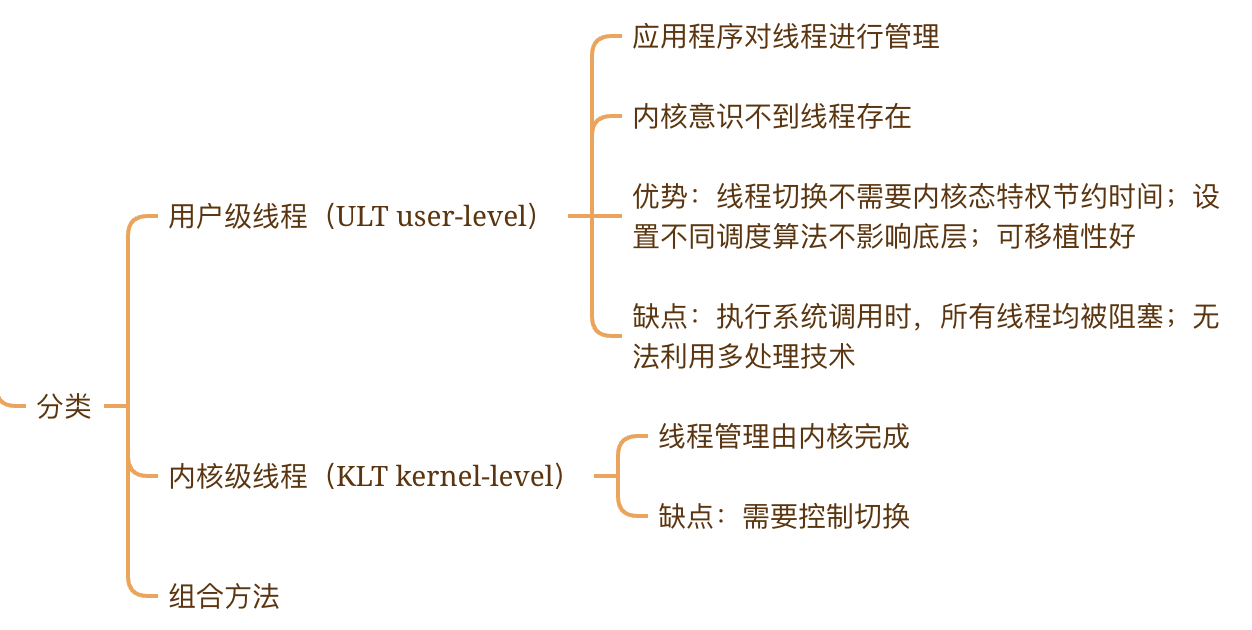 分类
用户级线程（ULT user-level）
应用程序对线程进行管理
内核意识不到线程存在
优势：线程切换不需要内核态特权节约时间；设
置不同调度算法不影响底层；可移植性好
缺点：执行系统调用时，所有线程均被阻塞；无
法利用多处理技术
内核级线程（KLT kernel-level）
线程管理由内核完成
缺点：需要控制切换
组合方法